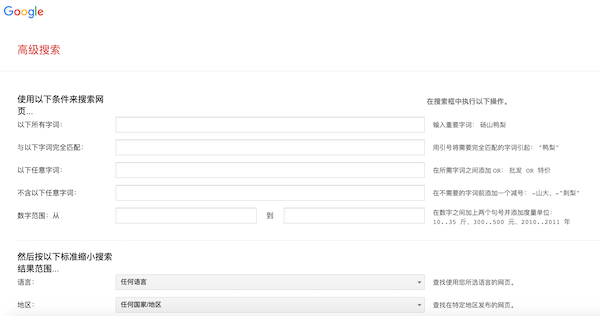 Google
高级搜索
使用以下条件来搜索网
页...
在搜索框中执行以下操作。
以下所有字词：
输入重要字词： 砀山鸭梨
与以下字词完全匹配：
用引号将需要完全匹配的字词引起： "鸭梨"
以下任意字词：
在所需字词之间添加 OR： 批发 OR 特价
不含以下任意字词：
在不需要的字词前添加一个减号： -山大、-"刺梨"
数字范围：从
到
在数字之间加上两个句号并添加度量单位：
10..35 斤、300..500 元、2010..2011 年
然后按以下标准缩小搜索
结果范围...
语言：
任何语言
查找使用您所选语言的网页。
地区：
任何国家/地区
查找在特定地区发布的网页。